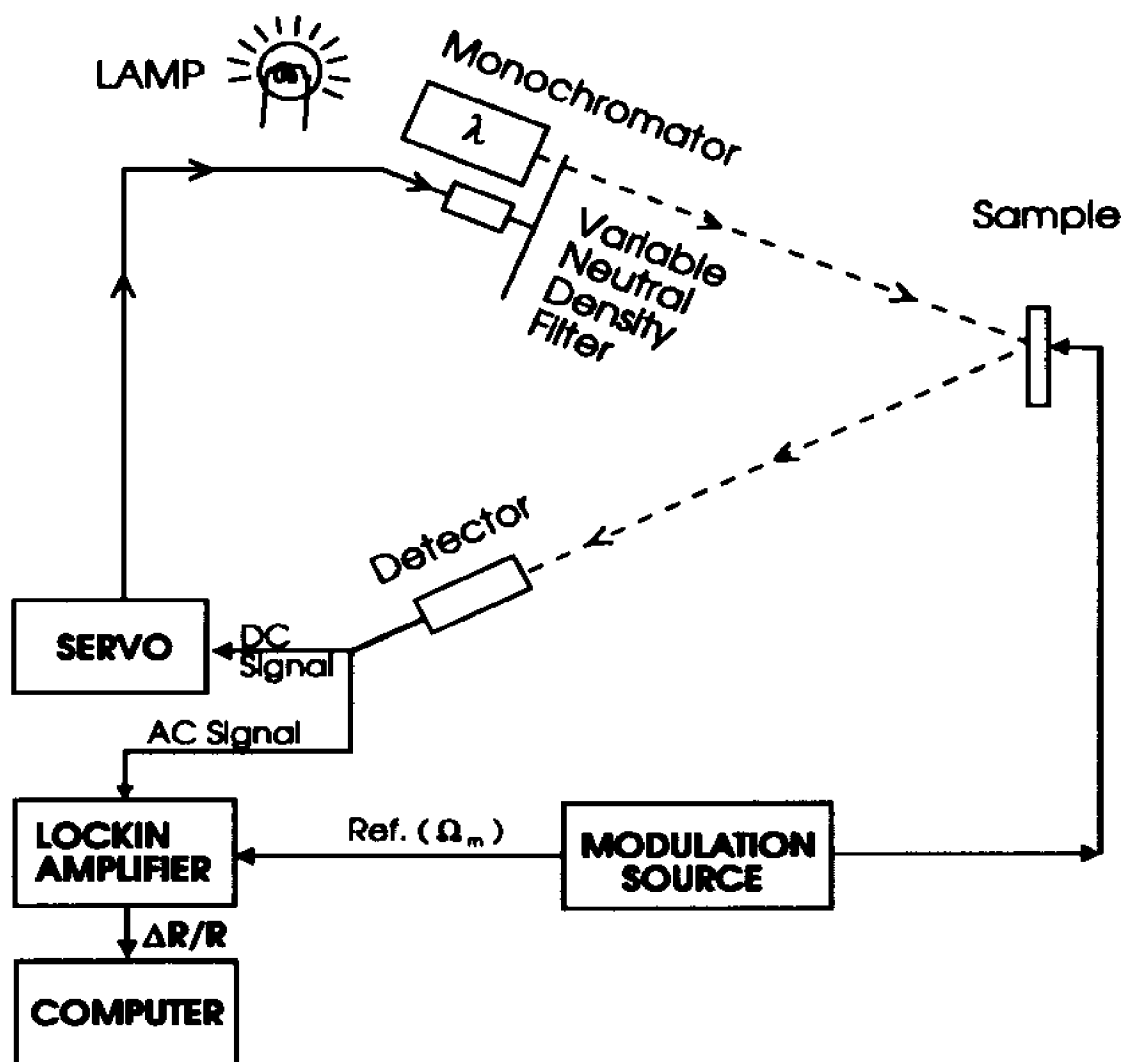 LAMP
Monochromator
λ
Variable
Neutral
Density
Filter
Sample
Detector
SERVO
DC
Signal
AC Signal
LOCKIN
AMPLIFIER
Ref. (Ωm)
MODULATION
SOURCE
ΔR/R
COMPUTER